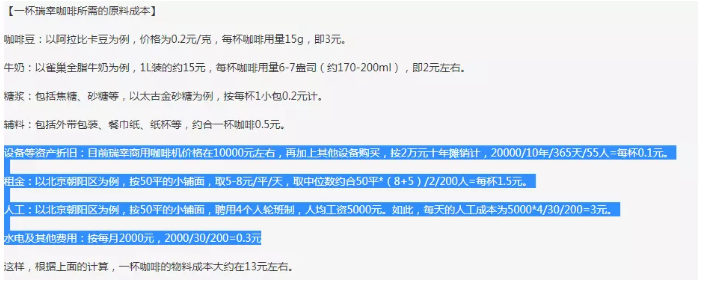 【一杯瑞幸咖啡所需的原料成本】
咖啡豆：以阿拉比卡豆为例，价格为0.2元/克，每杯咖啡用量15g，即3元。
牛奶：以雀巢全脂牛奶为例，1L装的约15元，每杯咖啡用量6-7盎司（约170-200ml），即2元左右。
糖浆：包括焦糖、砂糖等，以太古金砂糖为例，按每杯1小包0.2元计。
辅料：包括外带包装、餐巾纸、纸杯等，约合一杯咖啡0.5元。
设备等资产折旧：目前瑞幸商用咖啡机价格在10000元左右，再加上其他设备购买，按2万元十年摊销计，20000/10年/365天/55人=每杯0.1元。
租金：以北京朝阳区为例，按50平的小铺面，取5-8元/平/天，取中位数约合50平*（8+5）/2/200人=每杯1.5元。
人工：以北京朝阳区为例，按50平的小铺面，聘用4个人轮班制，人均工资5000元。如此，每天的人工成本为5000*4/30/200=3元。
水电及其他费用：按每月2000元，2000/30/200=0.3元
这样，根据上面的计算，一杯咖啡的物料成本大约在13元左右。